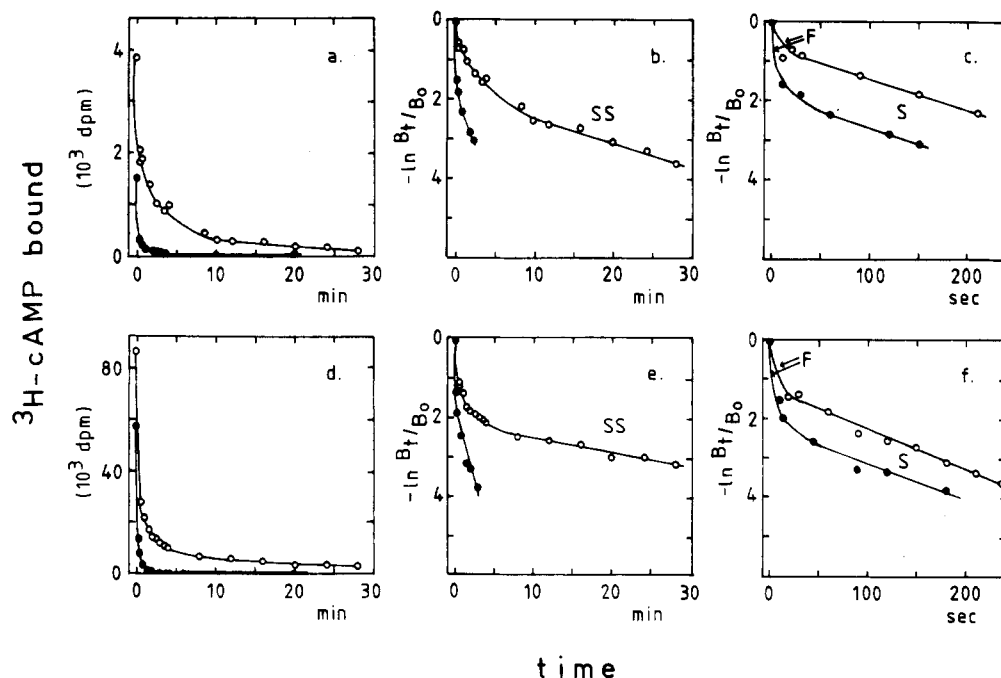 ³H-cAMP bound
(10³ dpm)
4
2
0
a.
0 10 20 30
min
-ln Bt/Bo
0
2
4
b.
SS
0 10 20 30
min
-ln Bt/Bo
0
2
4
c.
F
S
0 100 200
sec
(10³ dpm)
80
40
0
d.
0 10 20 30
min
-ln Bt/Bo
0
2
4
e.
SS
0 10 20 30
min
-ln Bt/Bo
0
2
4
f.
F
S
0 100 200
sec
time